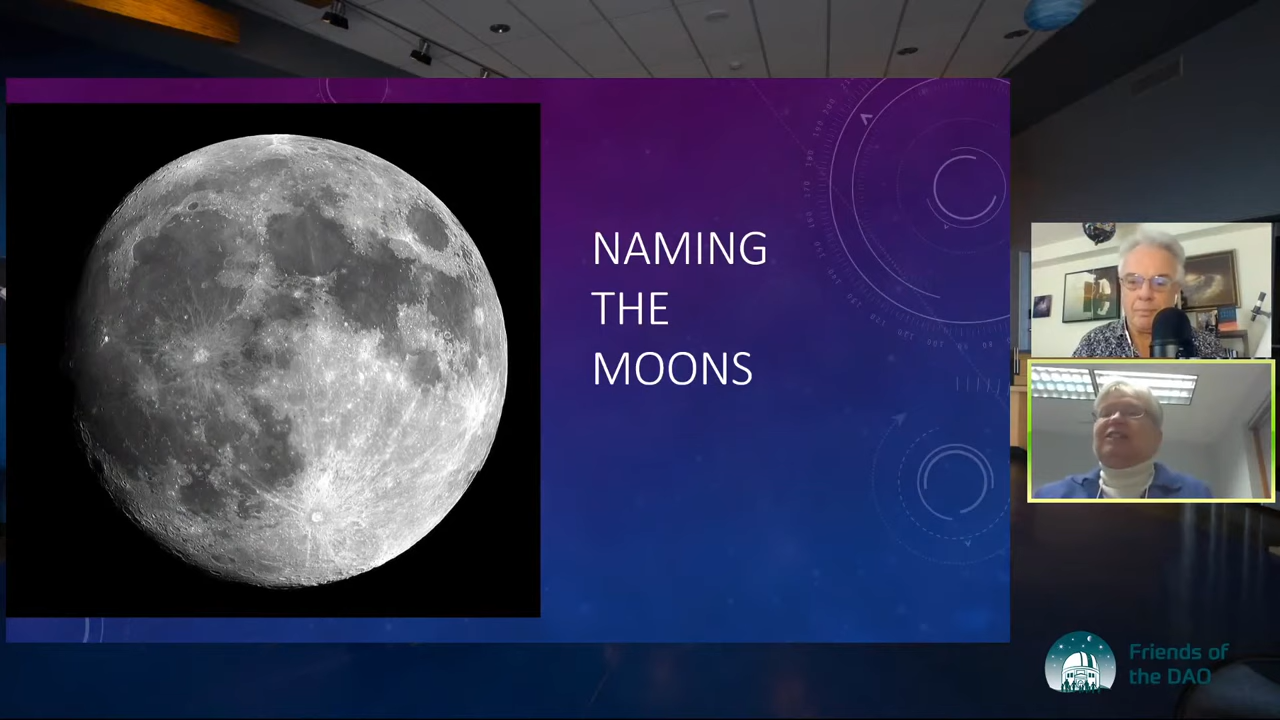 NAMING
THE
MOONS
Friends of
the DAO